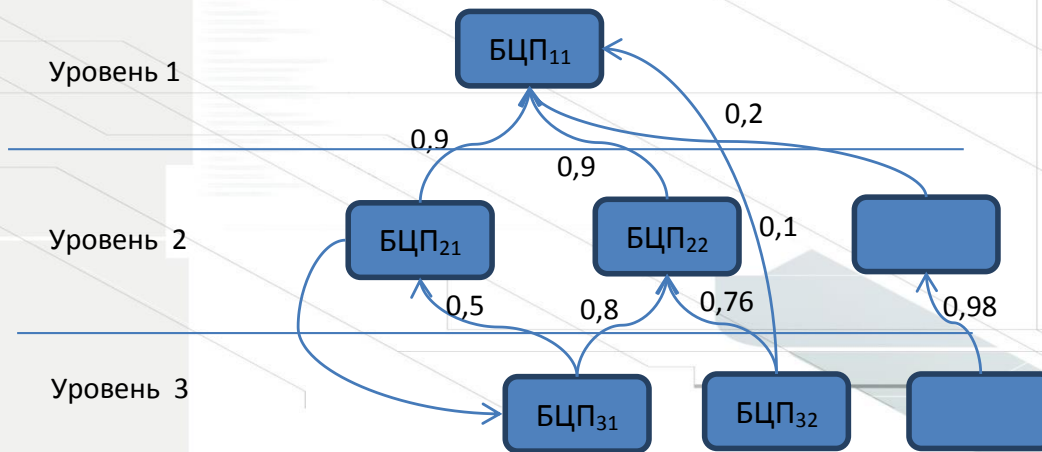 БЦП11
Уровень 1
0,2
0,9
0,9
Уровень 2
БЦП21
БЦП22
0,1
0,5
0,8
0,76
0,98
Уровень 3
БЦП31
БЦП32